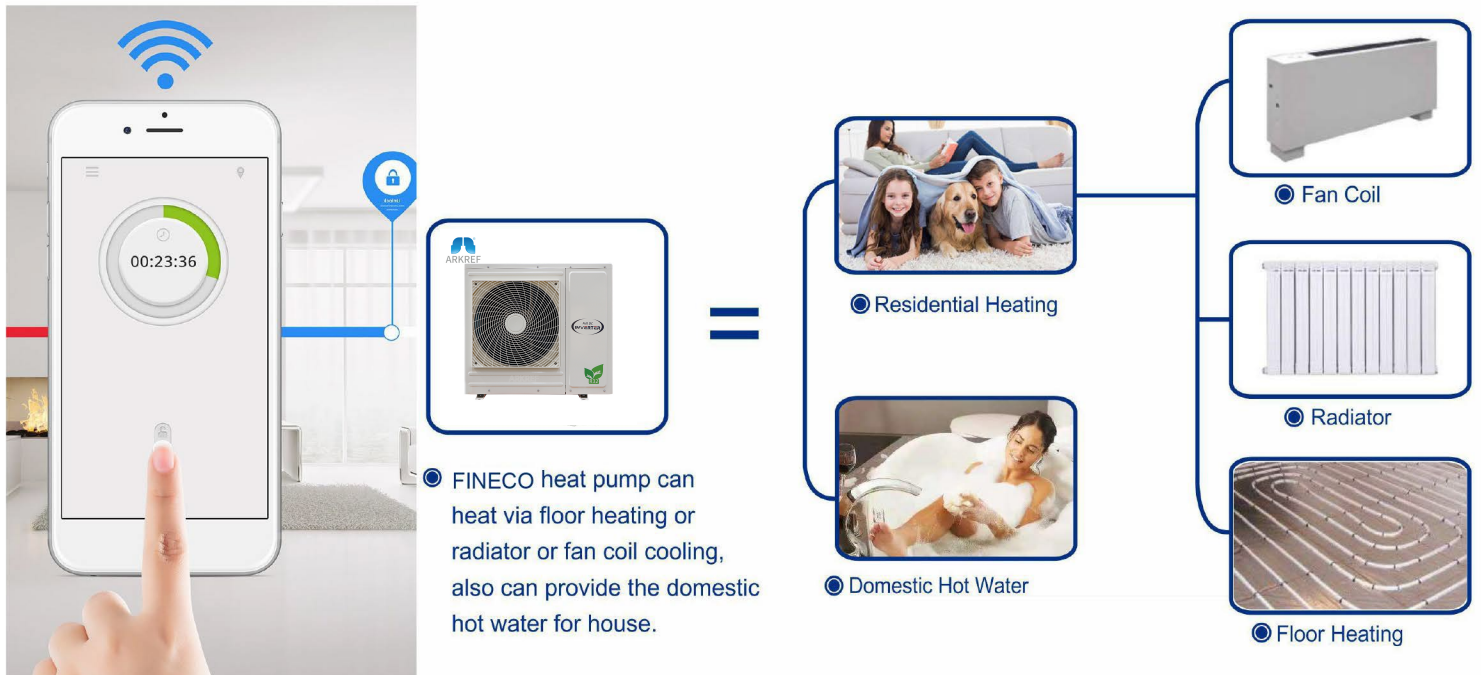 00:23:36
ARKREF
INVERTER
FINECO heat pump can
heat via floor heating or
radiator or fan coil cooling,
also can provide the domestic
hot water for house.
Residential Heating
Domestic Hot Water
Fan Coil
Radiator
Floor Heating